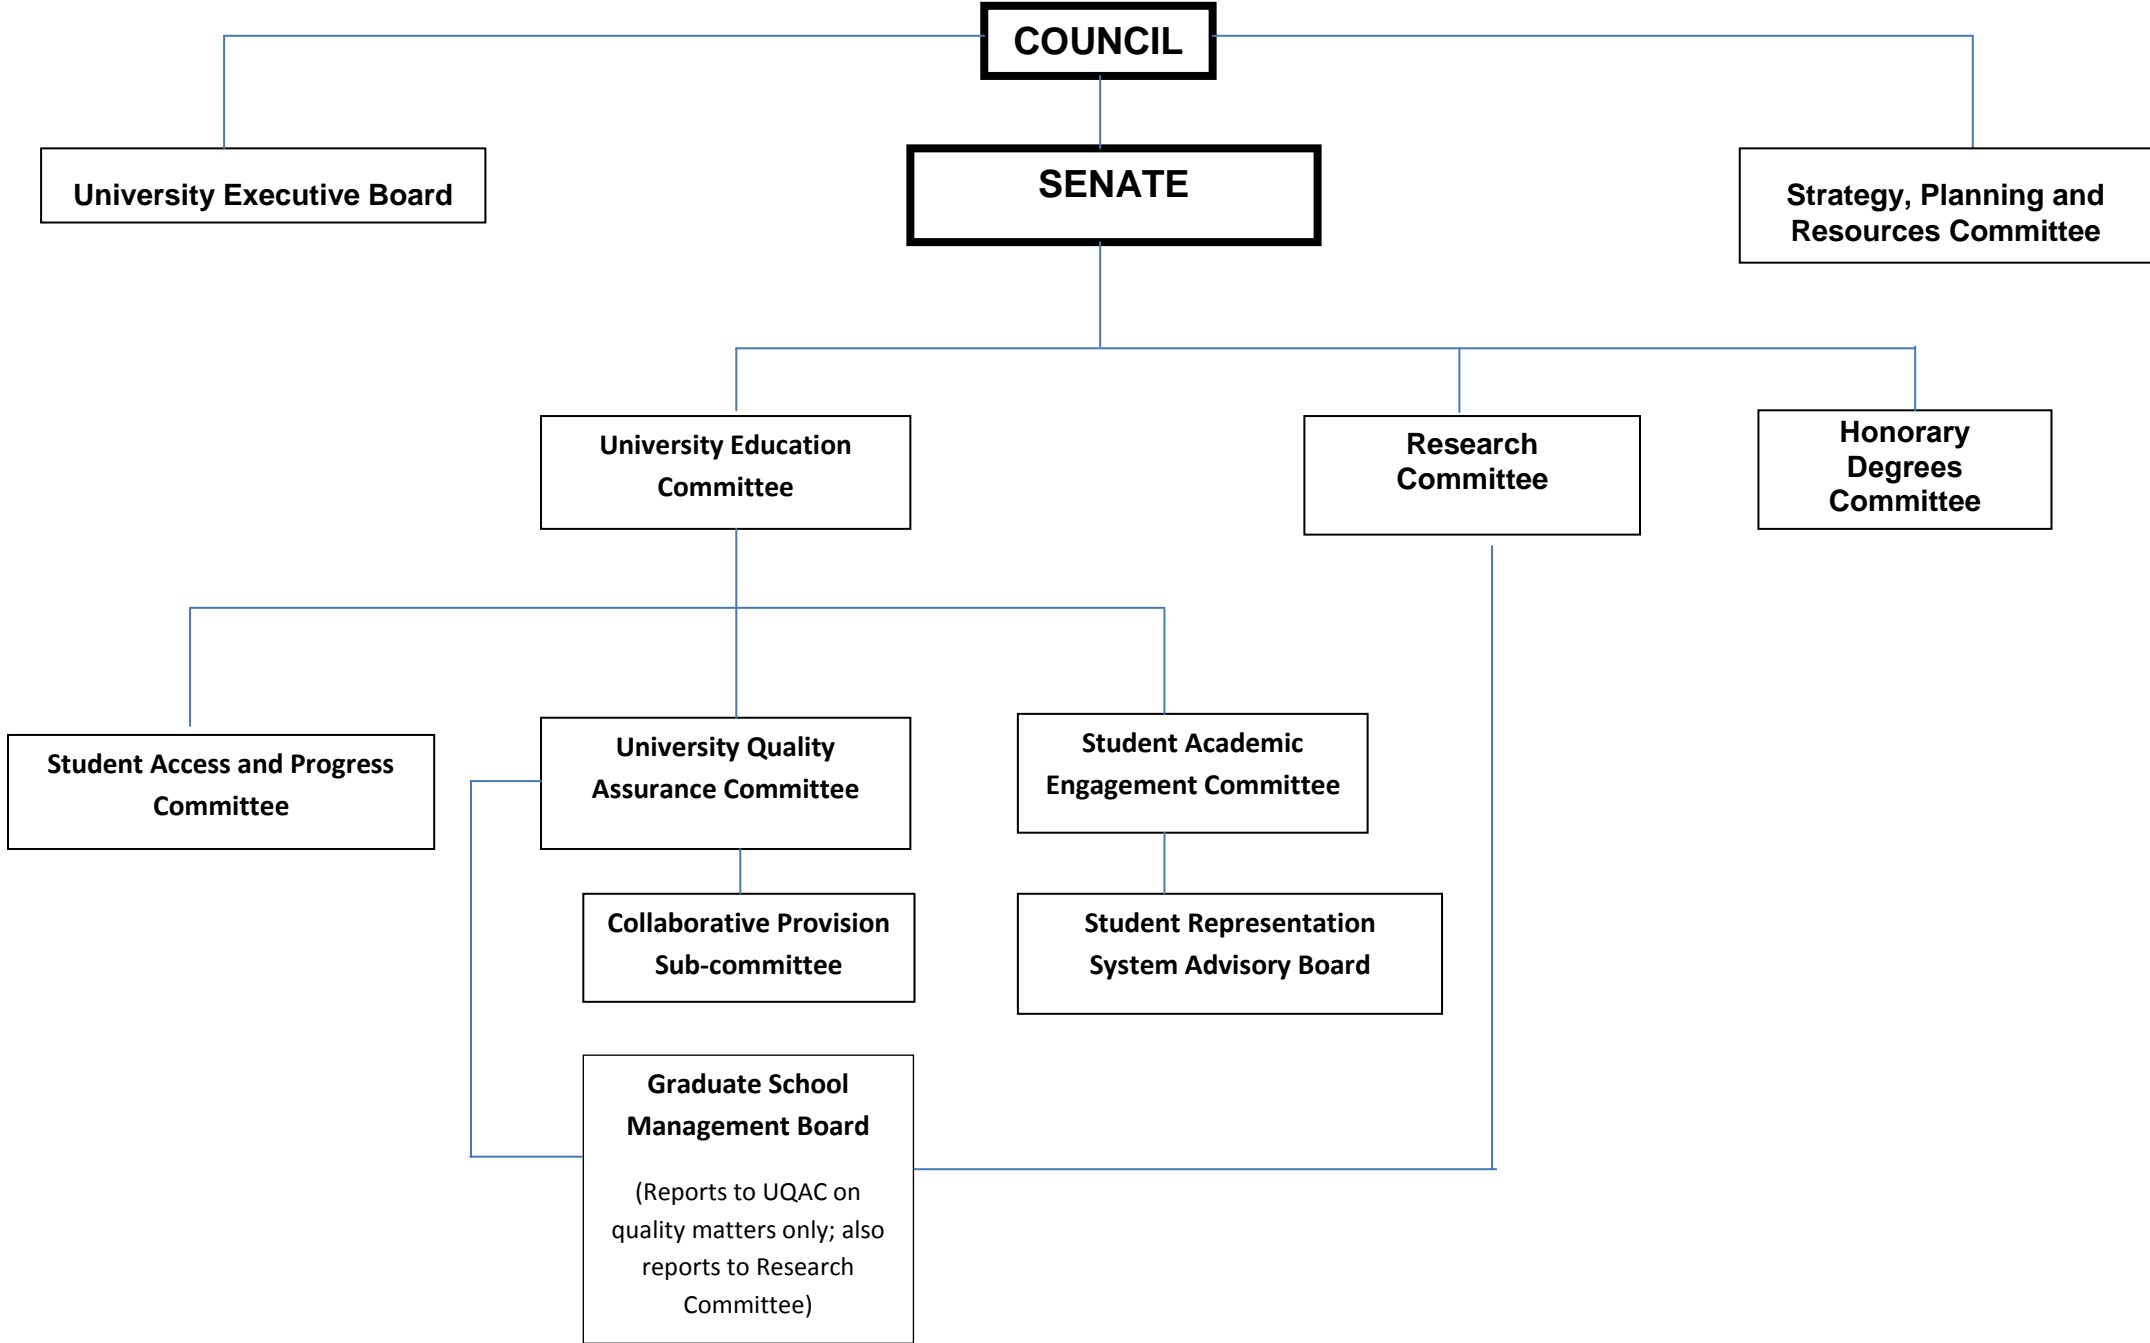 COUNCIL
University Executive Board
SENATE
Strategy, Planning and
Resources Committee
University Education
Committee
Research
Committee
Honorary
Degrees
Committee
Student Access and Progress
Committee
University Quality
Assurance Committee
Student Academic
Engagement Committee
Collaborative Provision
Sub-committee
Student Representation
System Advisory Board
Graduate School
Management Board
(Reports to UQAC on
quality matters only; also
reports to Research
Committee)